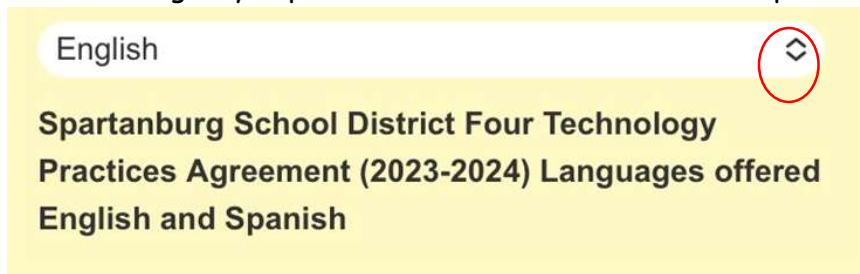 English
Spartanburg School District Four Technology
Practices Agreement (2023-2024) Languages offered
English and Spanish